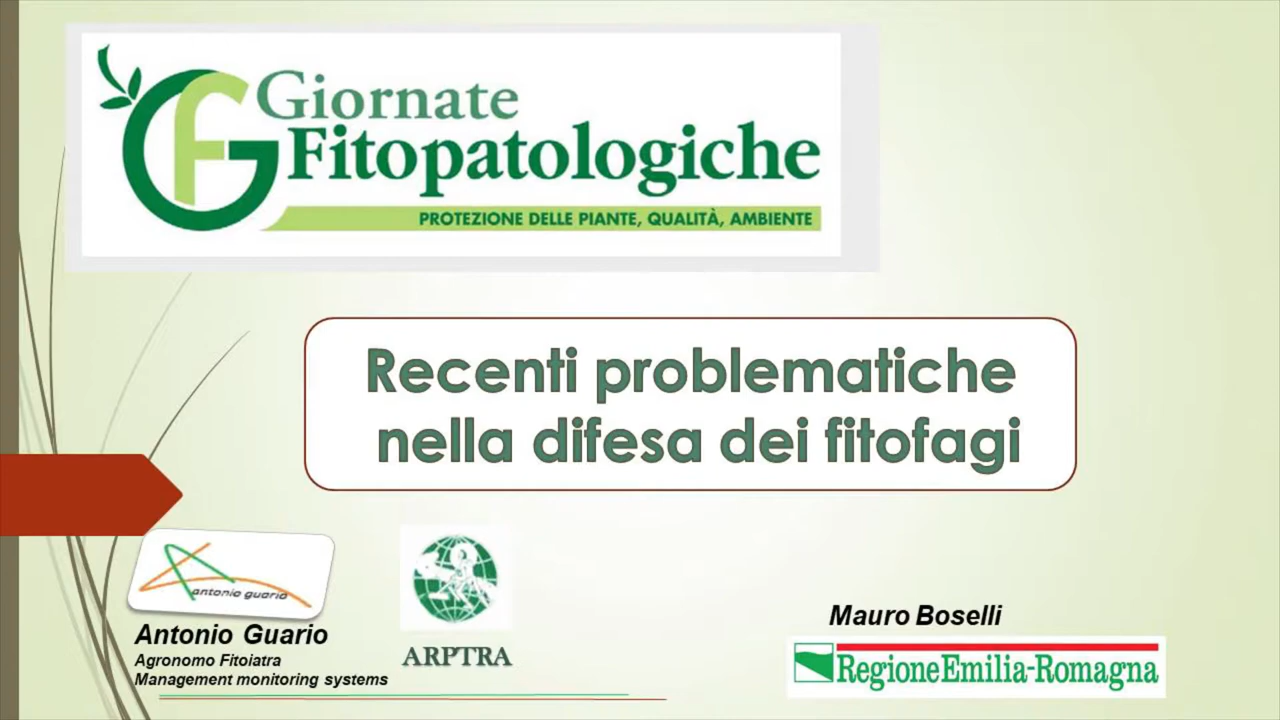 GF
Giornate
Fitopatologiche
PROTEZIONE DELLE PIANTE, QUALITÀ, AMBIENTE
Recenti problematiche
nella difesa dei fitofagi
antonio guario
Antonio Guario
Agronomo Fitoiatra
Management monitoring systems
ARPTRA
Mauro Boselli
RegioneEmilia-Romagna